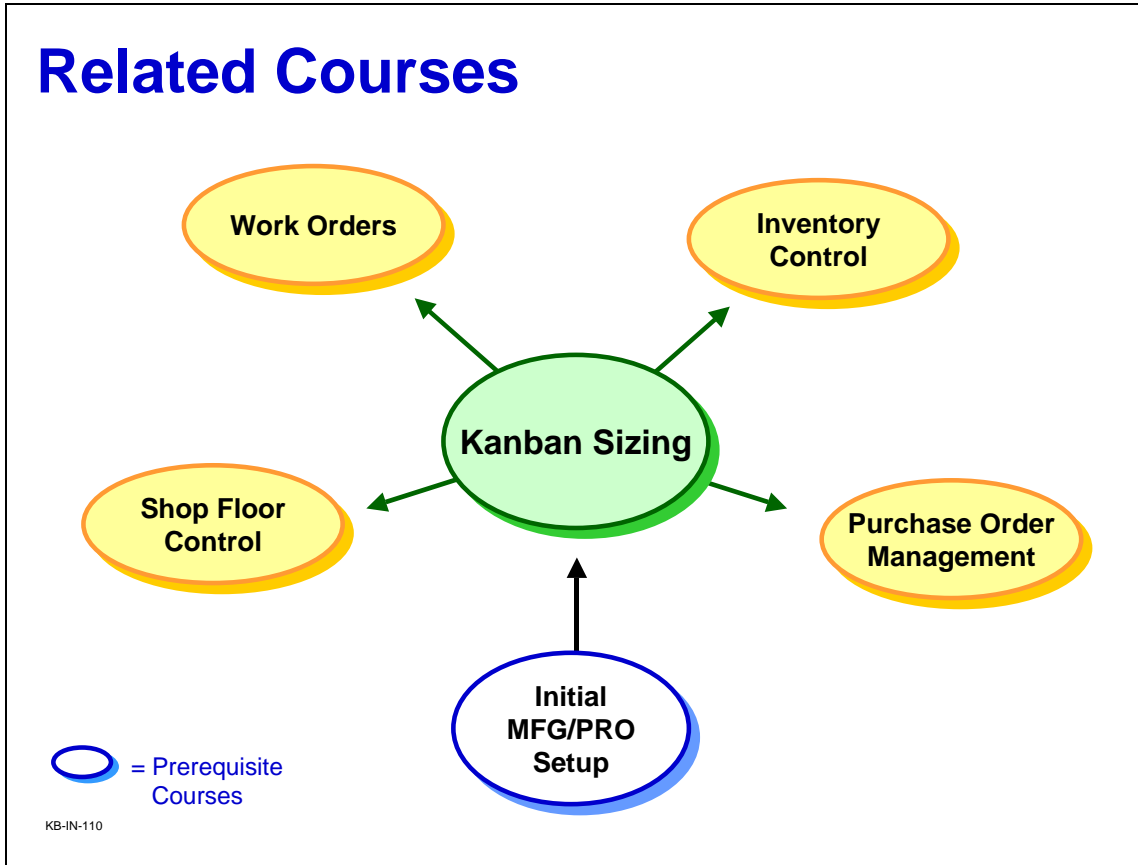 Related Courses
Work Orders
Inventory
Control
Kanban Sizing
Shop Floor
Control
Purchase Order
Management
Initial
MFG/PRO
Setup
= Prerequisite
Courses
KB-IN-110